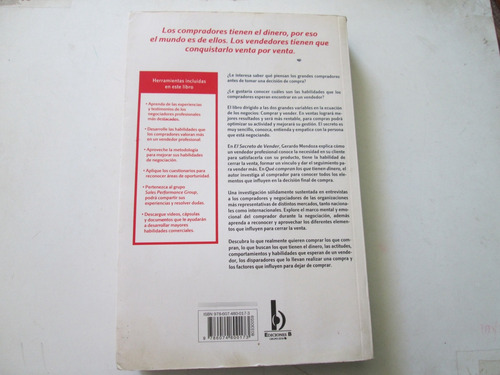 Los compradores tienen el dinero, por eso
el mundo es de ellos. Los vendedores tienen que
conquistarlo venta por venta.
Herramientas incluidas
en este libro
• Aprenda de las experiencias
y testimonios de los
negociadores profesionales
más destacados.
• Desarrolle las habilidades que
los compradores valoran más
en un vendedor profesional.
• Aproveche la metodología
para mejorar sus habilidades
de negociación.
• Aplique los cuestionarios para
reconocer áreas de oportunidad.
• Pertenezca al grupo
Sales Performance Group,
podrá compartir sus
experiencias y resolver dudas.
• Descargue videos, cápsulas
y documentos que le ayudarán
a desarrollar mayores
habilidades comerciales.
¿Le interesa saber qué piensan los grandes compradores
antes de tomar una decisión de compra?
¿Le gustaría conocer cuáles son las habilidades que los
compradores esperan encontrar en un vendedor?
El libro dirigido a las dos grandes variables en la ecuación
de los negocios: Comprar y vender. En ventas logrará me-
jores resultados y será más rentable, para compras podrá
optimizar su actividad y mejorará su gestión. El secreto es
muy sencillo, conozca, entienda y empatice con la persona
que está negociando.
En El Secreto de Vender, Gerardo Mendoza explica cómo
un vendedor profesional conoce la necesidad en su cliente
para satisfacerla con su producto, tiene la habilidad de
cerrar la venta, formar un vínculo y dar el seguimiento pa-
ra vender más. En Qué compran los que tienen dinero, el
autor investiga al comprador para conocer todos los ele-
mentos que influyen en la decisión final de compra.
Una investigación sólidamente sustentada en entrevistas a
los compradores y negociadores de las organizaciones
más representativas de distintos mercados, tanto naciona-
les como internacionales. Explora el marco mental y emo-
cional del comprador durante la negociación, además
aprenda a reconocer y aprovechar los diferentes elementos
que influyen para cerrar la venta.
Descubra lo que realmente quieren comprar los que com-
pran, lo que buscan los que tienen el dinero, las actitudes,
comportamientos y habilidades que esperan de un vende-
dor, los disparadores que lo llevan realizar una compra y
los factores que influyen para dejar de comprar.
ISBN 978-607-480-017-3
9 786074 800173
b
EDICIONES B